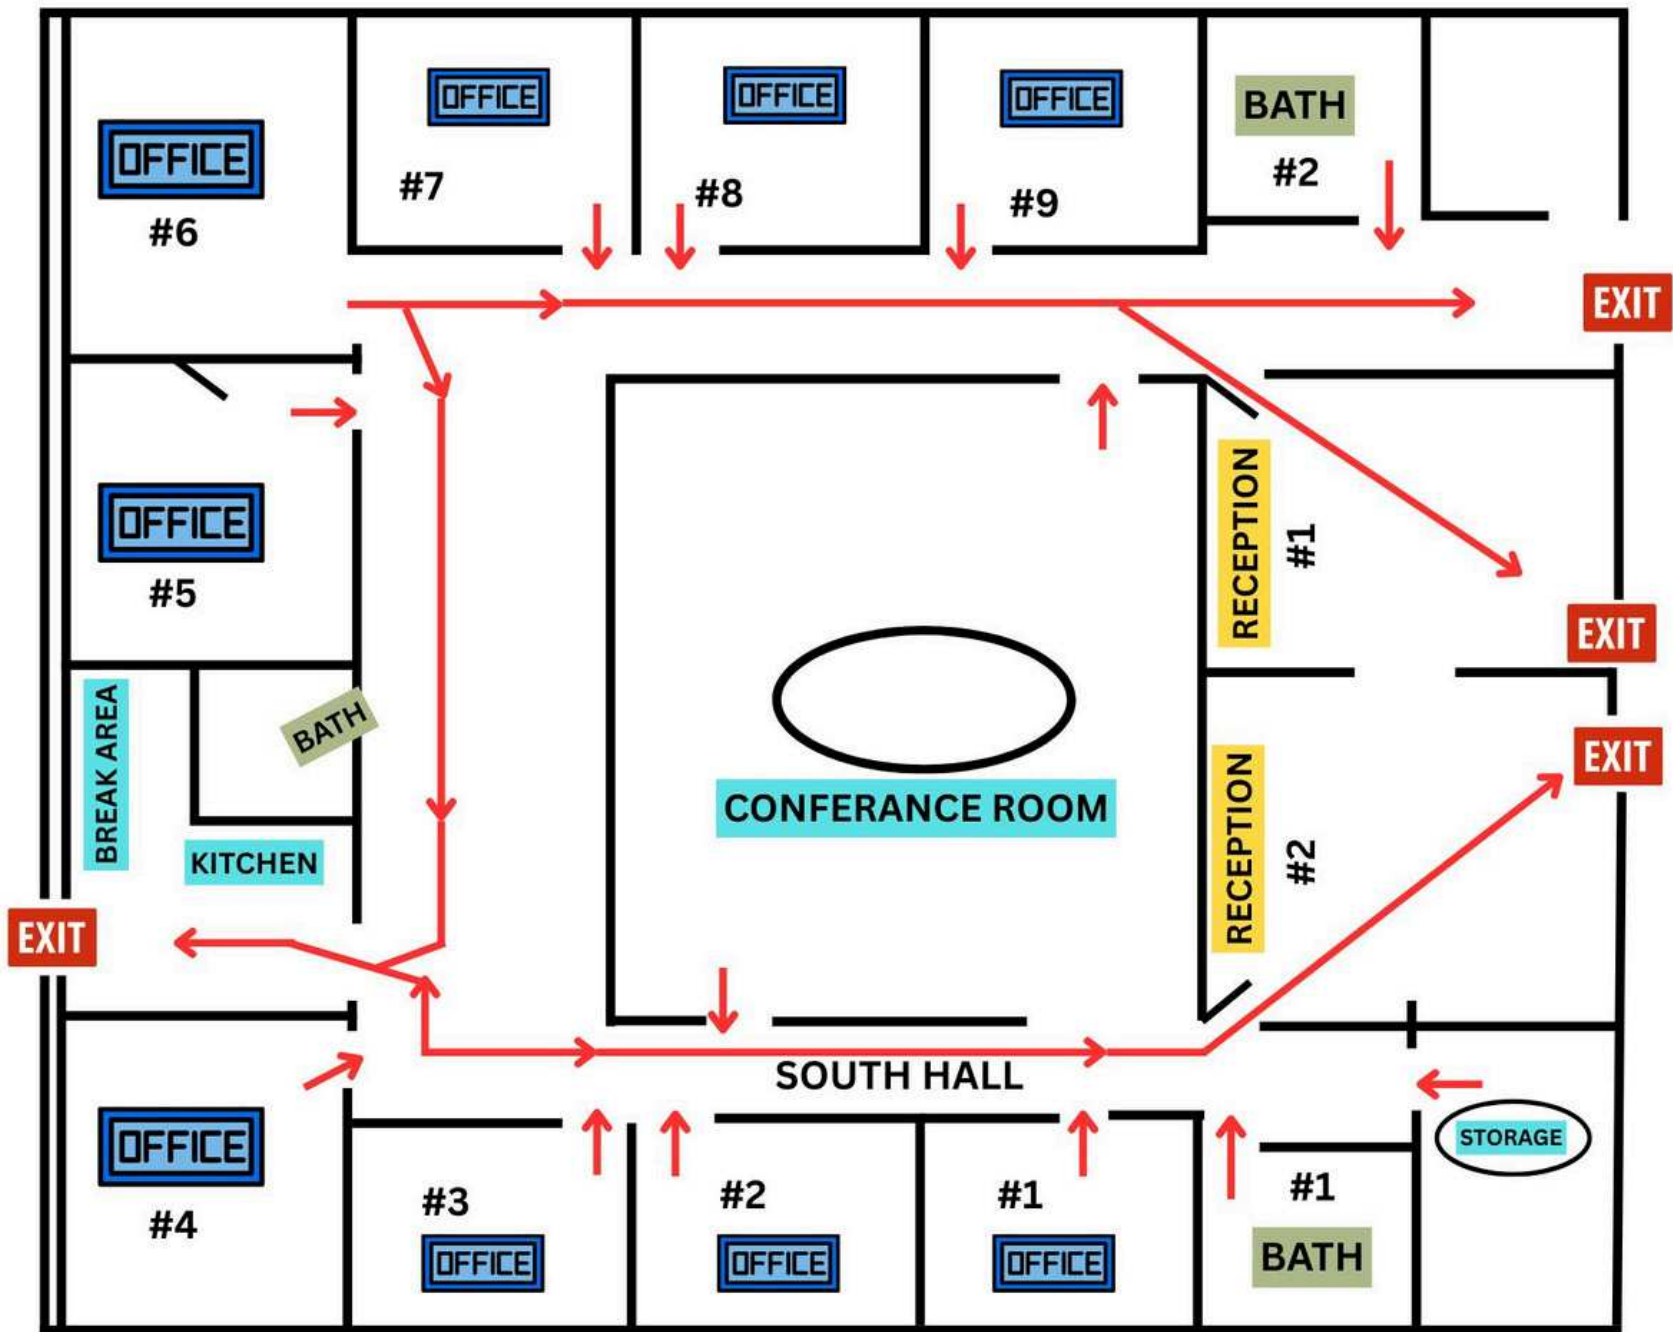 OFFICE
#6
OFFICE
#7
OFFICE
#8
OFFICE
#9
BATH
#2
EXIT
OFFICE
#5
RECEPTION
#1
EXIT
BREAK AREA
BATH
KITCHEN
CONFERANCE ROOM
RECEPTION
#2
EXIT
EXIT
SOUTH HALL
OFFICE
#4
#3
OFFICE
#2
OFFICE
#1
OFFICE
#1
BATH
STORAGE